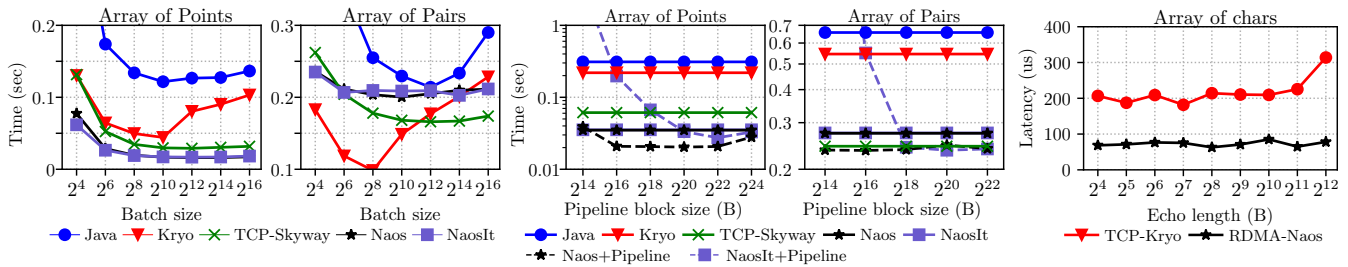 Array of Points
Time (sec)
0.2
0.1
0
2^4 2^6 2^8 2^10 2^12 2^14 2^16
Batch size
Array of Pairs
0.3
0.2
0.1
2^4 2^6 2^8 2^10 2^12 2^14 2^16
Batch size
Java Kryo TCP-Skyway Naos NaosIt
Array of Points
Time (sec)
1
0.1
0.01
2^14 2^16 2^18 2^20 2^22 2^24
Pipeline block size (B)
Array of Pairs
0.7
0.6
0.5
0.4
0.3
0.2
2^14 2^16 2^18 2^20 2^22
Pipeline block size (B)
Java Kryo TCP-Skyway Naos NaosIt
Naos+Pipeline NaosIt+Pipeline
Array of chars
Latency (us)
400
300
200
100
0
2^4 2^5 2^6 2^7 2^8 2^9 2^10 2^11 2^12
Echo length (B)
TCP-Kryo RDMA-Naos